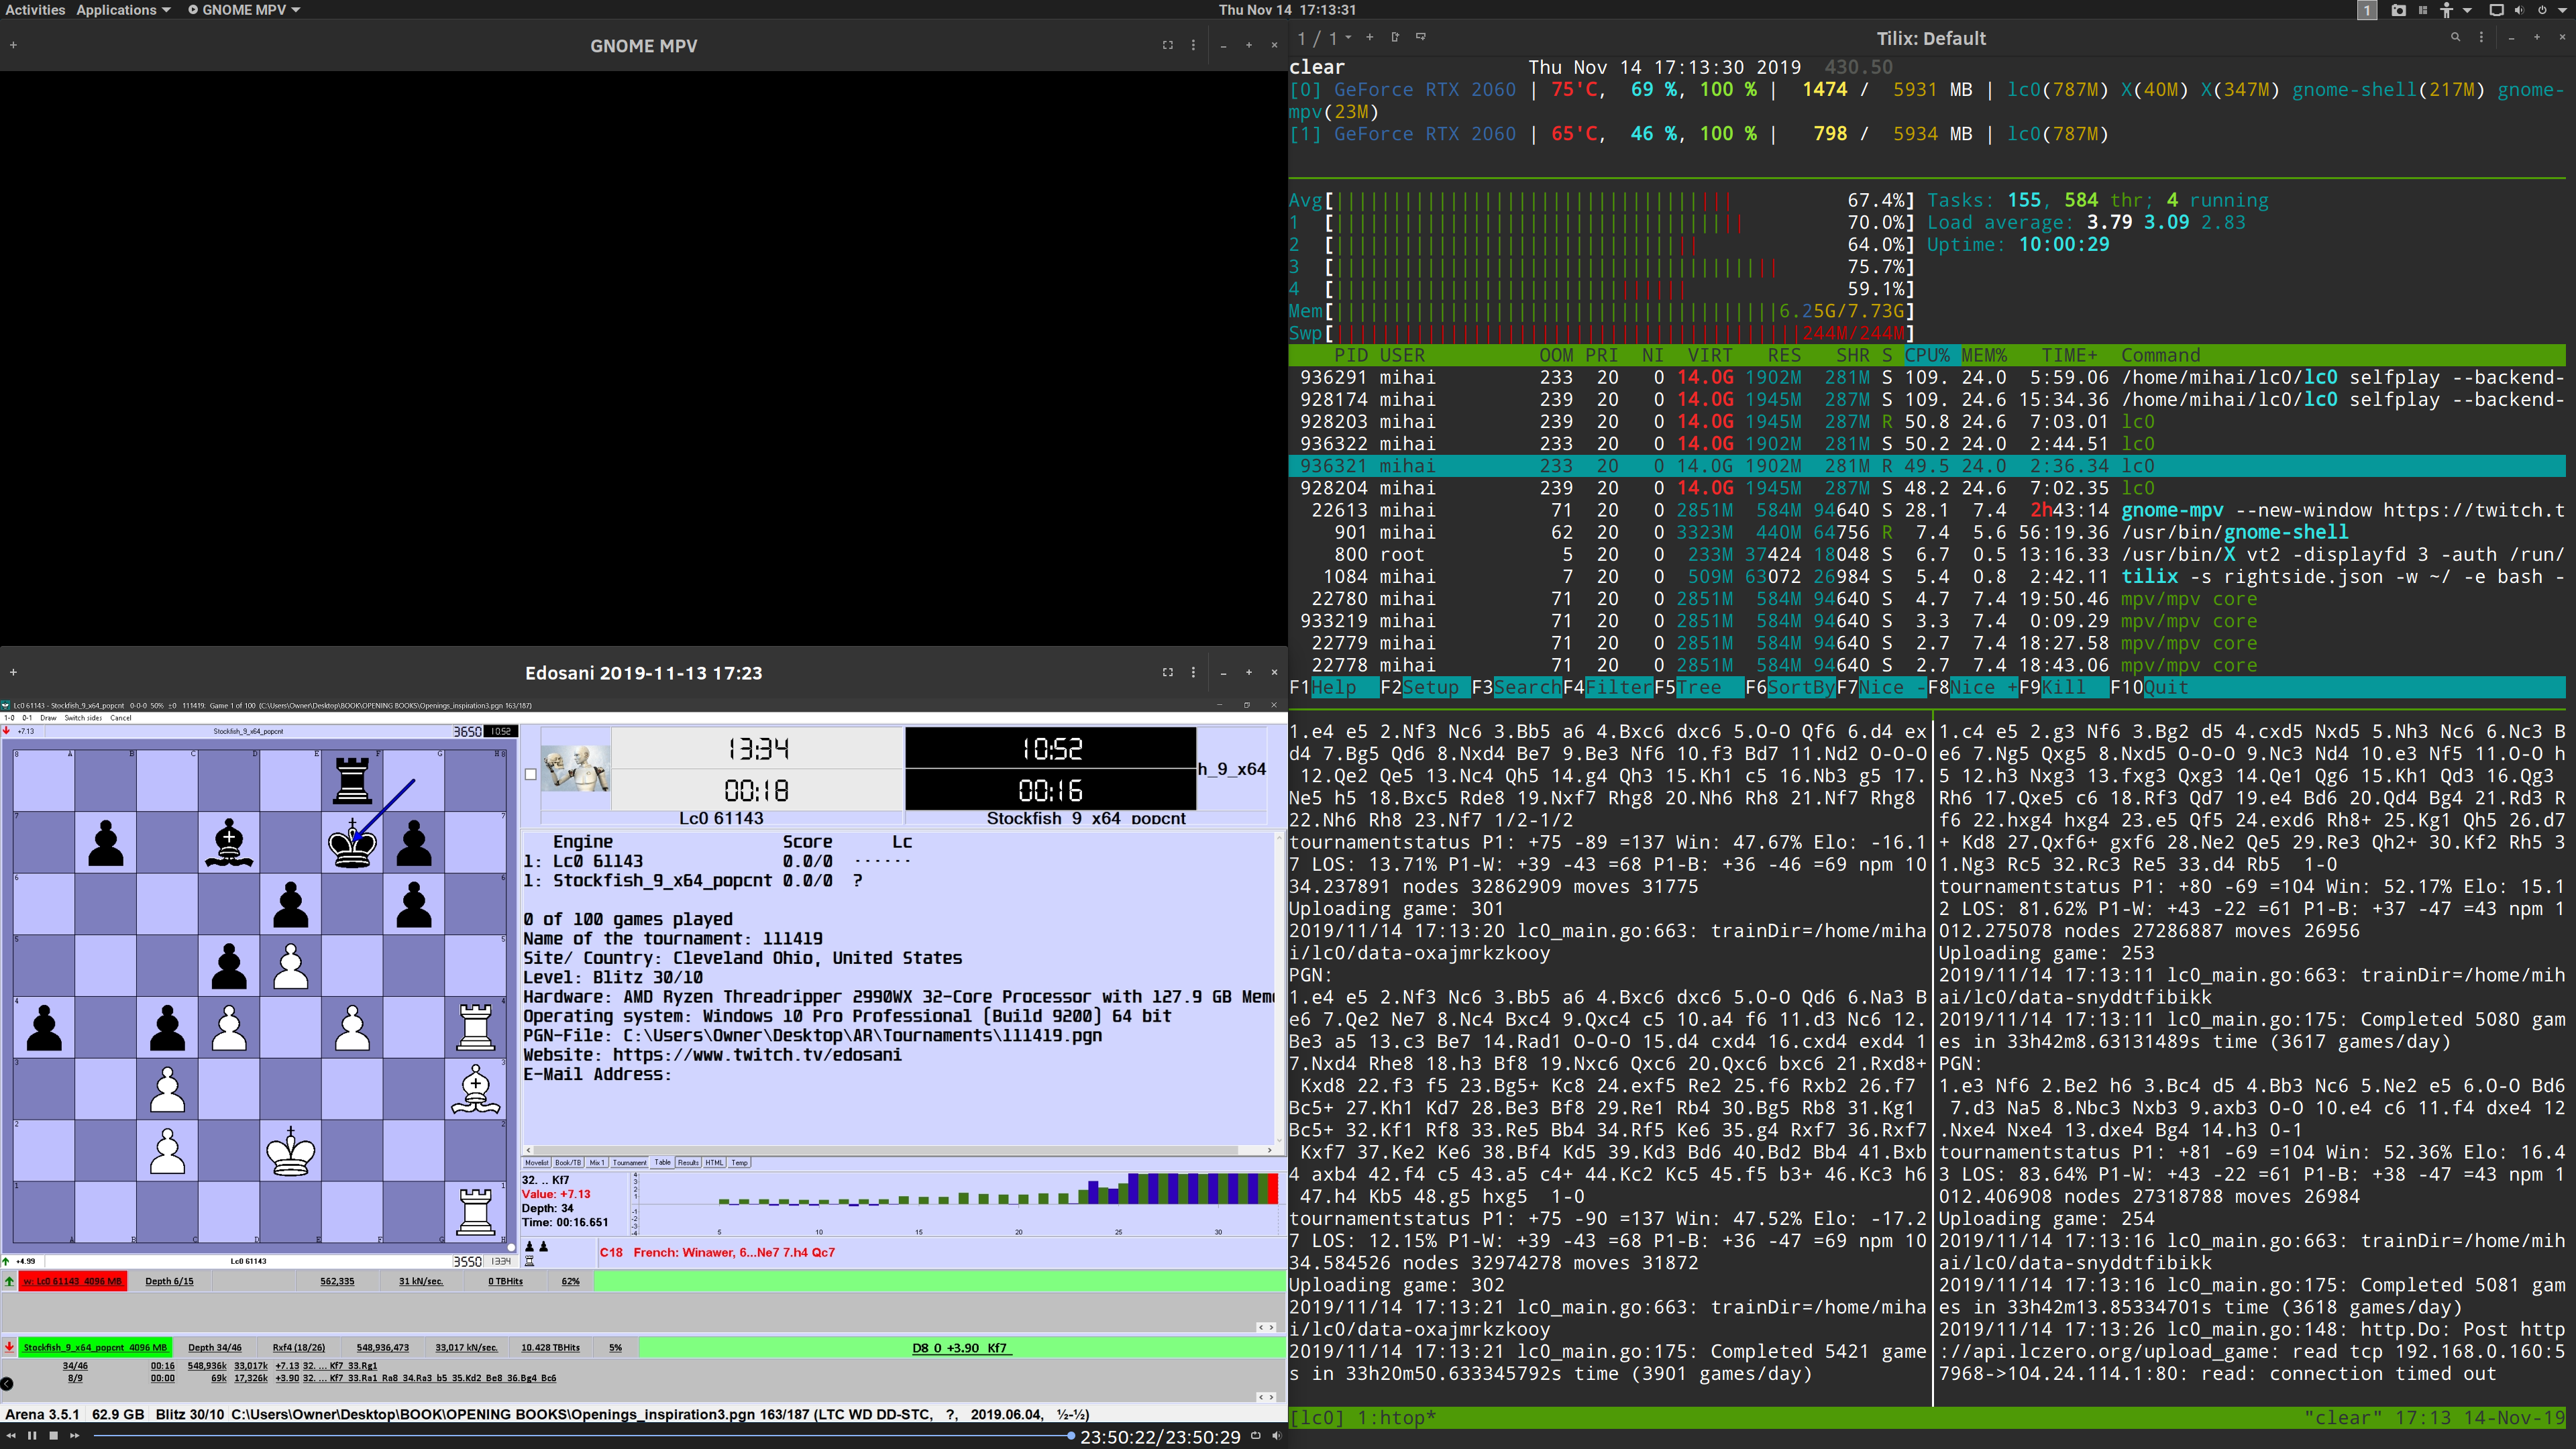 Activities Applications GNOME MPV Thu Nov 14 17:13:31 1
GNOME MPV
1 / 1 Tilix: Default
clear Thu Nov 14 17:13:30 2019 430.50
[0] GeForce RTX 2060 | 75'C, 69 %, 100 % | 1474 / 5931 MB | lc0(787M) X(40M) X(347M) gnome-shell(217M) gnome-
mpv(23M)
[1] GeForce RTX 2060 | 65'C, 46 %, 100 % | 798 / 5934 MB | lc0(787M)
Avg[ 67.4%] Tasks: 155, 584 thr; 4 running
1 [ 70.0%] Load average: 3.79 3.09 2.83
2 [ 64.0%] Uptime: 10:00:29
3 [ 75.7%]
4 [ 59.1%]
Mem[ 6.25G/7.73G]
Swp[ 244M/244M]
PID USER OOM PRI NI VIRT RES SHR S CPU% MEM% TIME+ Command
936291 mihai 233 20 0 14.0G 1902M 281M S 109. 24.0 5:59.06 /home/mihai/lc0/lc0 selfplay --backend-
928174 mihai 239 20 0 14.0G 1945M 287M S 109. 24.6 15:34.36 /home/mihai/lc0/lc0 selfplay --backend-
928203 mihai 239 20 0 14.0G 1945M 287M R 50.8 24.6 7:03.01 lc0
936322 mihai 233 20 0 14.0G 1902M 281M S 50.2 24.0 2:44.51 lc0
936321 mihai 233 20 0 14.0G 1902M 281M R 49.5 24.0 2:36.34 lc0
928204 mihai 239 20 0 14.0G 1945M 287M S 48.2 24.6 7:02.35 lc0
22613 mihai 71 20 0 2851M 584M 94640 S 28.1 7.4 2h43:14 gnome-mpv --new-window https://twitch.t
901 mihai 62 20 0 3323M 440M 64756 R 7.4 5.6 56:19.36 /usr/bin/gnome-shell
800 root 5 20 0 233M 37424 18048 S 6.7 0.5 13:16.33 /usr/bin/X vt2 -displayfd 3 -auth /run/
1084 mihai 7 20 0 509M 63072 26984 S 5.4 0.8 2:42.11 tilix -s rightside.json -w ~/ -e bash -
22780 mihai 71 20 0 2851M 584M 94640 S 4.7 7.4 19:50.46 mpv/mpv core
933219 mihai 71 20 0 2851M 584M 94640 S 3.3 7.4 0:09.29 mpv/mpv core
22779 mihai 71 20 0 2851M 584M 94640 S 2.7 7.4 18:27.58 mpv/mpv core
22778 mihai 71 20 0 2851M 584M 94640 S 2.7 7.4 18:43.06 mpv/mpv core
F1Help F2Setup F3SearchF4FilterF5Tree F6SortByF7Nice -F8Nice +F9Kill F10Quit
1.e4 e5 2.Nf3 Nc6 3.Bb5 a6 4.Bxc6 dxc6 5.O-O Qf6 6.d4 ex
d4 7.Bg5 Qd6 8.Nxd4 Be7 9.Be3 Nf6 10.f3 Bd7 11.Nd2 O-O-O
12.Qe2 Qe5 13.Nc4 Qh5 14.g4 Qh3 15.Kh1 c5 16.Nb3 g5 17.
Ne5 h5 18.Bxc5 Rde8 19.Nxf7 Rhg8 20.Nh6 Rh8 21.Nf7 Rhg8
22.Nh6 Rh8 23.Nf7 1/2-1/2
tournamentstatus P1: +75 -89 =137 Win: 47.67% Elo: -16.1
7 LOS: 13.71% P1-W: +39 -43 =68 P1-B: +36 -46 =69 npm 10
34.237891 nodes 32862909 moves 31775
Uploading game: 301
2019/11/14 17:13:20 lc0_main.go:663: trainDir=/home/miha
i/lc0/data-oxajmrkzkooy
PGN:
1.e4 e5 2.Nf3 Nc6 3.Bb5 a6 4.Bxc6 dxc6 5.O-O Qd6 6.Na3 B
e6 7.Qe2 Ne7 8.Nc4 Bxc4 9.Qxc4 c5 10.a4 f6 11.d3 Nc6 12.
Be3 a5 13.c3 Be7 14.Rad1 O-O-O 15.d4 cxd4 16.cxd4 exd4 1
7.Nxd4 Rhe8 18.h3 Bf8 19.Nxc6 Qxc6 20.Qxc6 bxc6 21.Rxd8+
Kxd8 22.f3 f5 23.Bg5+ Kc8 24.exf5 Re2 25.f6 Rxb2 26.f7
Bc5+ 27.Kh1 Kd7 28.Be3 Bf8 29.Re1 Rb4 30.Bg5 Rb8 31.Kg1
Bc5+ 32.Kf1 Rf8 33.Re5 Bb4 34.Rf5 Ke6 35.g4 Rxf7 36.Rxf7
Kxf7 37.Ke2 Ke6 38.Bf4 Kd5 39.Kd3 Bd6 40.Bd2 Bb4 41.Bxb
4 axb4 42.f4 c5 43.a5 c4+ 44.Kc2 Kc5 45.f5 b3+ 46.Kc3 h6
47.h4 Kb5 48.g5 hxg5 1-0
tournamentstatus P1: +75 -90 =137 Win: 47.52% Elo: -17.2
7 LOS: 12.15% P1-W: +39 -43 =68 P1-B: +36 -47 =69 npm 10
34.584526 nodes 32974278 moves 31872
Uploading game: 302
2019/11/14 17:13:21 lc0_main.go:663: trainDir=/home/miha
i/lc0/data-oxajmrkzkooy
2019/11/14 17:13:21 lc0_main.go:175: Completed 5421 game
s in 33h20m50.633345792s time (3901 games/day)
1.c4 e5 2.g3 Nf6 3.Bg2 d5 4.cxd5 Nxd5 5.Nh3 Nc6 6.Nc3 B
e6 7.Ng5 Qxg5 8.Nxd5 O-O-O 9.Nc3 Nd4 10.e3 Nf5 11.O-O h
5 12.h3 Nxg3 13.fxg3 Qxg3 14.Qe1 Qg6 15.Kh1 Qd3 16.Qg3
Rh6 17.Qxe5 c6 18.Rf3 Qd7 19.e4 Bd6 20.Qd4 Bg4 21.Rd3 R
f6 22.hxg4 hxg4 23.e5 Qf5 24.exd6 Rh8+ 25.Kg1 Qh5 26.d7
+ Kd8 27.Qxf6+ gxf6 28.Ne2 Qe5 29.Re3 Qh2+ 30.Kf2 Rh5 3
1.Ng3 Rc5 32.Rc3 Re5 33.d4 Rb5 1-0
tournamentstatus P1: +80 -69 =104 Win: 52.17% Elo: 15.1
2 LOS: 81.62% P1-W: +43 -22 =61 P1-B: +37 -47 =43 npm 1
012.275078 nodes 27286887 moves 26956
Uploading game: 253
2019/11/14 17:13:11 lc0_main.go:663: trainDir=/home/mih
ai/lc0/data-snyddtfibikk
2019/11/14 17:13:11 lc0_main.go:175: Completed 5080 gam
es in 33h42m8.63131489s time (3617 games/day)
PGN:
1.e3 Nf6 2.Be2 h6 3.Bc4 d5 4.Bb3 Nc6 5.Ne2 e5 6.O-O Bd6
7.d3 Na5 8.Nbc3 Nxb3 9.axb3 O-O 10.e4 c6 11.f4 dxe4 12
.Nxe4 Nxe4 13.dxe4 Bg4 14.h3 0-1
tournamentstatus P1: +81 -69 =104 Win: 52.36% Elo: 16.4
3 LOS: 83.64% P1-W: +43 -22 =61 P1-B: +38 -47 =43 npm 1
012.406908 nodes 27318788 moves 26984
Uploading game: 254
2019/11/14 17:13:16 lc0_main.go:663: trainDir=/home/mih
ai/lc0/data-snyddtfibikk
2019/11/14 17:13:16 lc0_main.go:175: Completed 5081 gam
es in 33h42m13.85334701s time (3618 games/day)
2019/11/14 17:13:26 lc0_main.go:148: http.Do: Post http
://api.lczero.org/upload_game: read tcp 192.168.0.160:5
7968->104.24.114.1:80: read: connection timed out
[lc0] 1:htop* "clear" 17:13 14-Nov-19
Edosani 2019-11-13 17:23
Lc0 61143 - Stockfish_9_x64_popcnt 0-0-0 50% ±0 111419: Game 1 of 100 (C:\Users\Owner\Desktop\BOOK\OPENING BOOKS\Openings_inspiration3.pgn 163/187)
1-0 0-1 Draw Switch sides Cancel
+7.13 Stockfish_9_x64_popcnt 3650 10:52
13:34 10:52 h_9_x64
00:18 00:16
Lc0 61143 Stockfish 9 x64 popcnt
Engine Score Lc
1: Lc0 61143 0.0/0 ······
1: Stockfish_9_x64_popcnt 0.0/0 ?
0 of 100 games played
Name of the tournament: 111419
Site/ Country: Cleveland Ohio, United States
Level: Blitz 30/10
Hardware: AMD Ryzen Threadripper 2990WX 32-Core Processor with 127.9 GB Mem
Operating system: Windows 10 Pro Professional (Build 9200) 64 bit
PGN-File: C:\Users\Owner\Desktop\AR\Tournaments\111419.pgn
Website: https://www.twitch.tv/edosani
E-Mail Address:
Movelist Book/TB Mix 1 Tournament Table Results HTML Temp
32. .. Kf7
Value: +7.13
Depth: 34
Time: 00:16.651
5 10 15 20 25 30
C18 French: Winawer, 6...Ne7 7.h4 Qc7
+4.99 Lc0 61143 3550 13:34
w: Lc0 61143 4096 MB Depth 6/15 562,335 31 kN/sec. 0 TBHits 62%
Stockfish_9_x64_popcnt 4096 MB Depth 34/46 Rxf4 (18/26) 548,936,473 33,017 kN/sec. 10.428 TBHits 5% D8 0 +3.90 Kf7
34/46 00:16 548,936k 33,017k +7.13 32. ... Kf7 33.Rg1
8/9 00:00 69k 17,326k +3.90 32. ... Kf7 33.Ra1 Ra8 34.Ra3 b5 35.Kd2 Be8 36.Bg4 Bc6
Arena 3.5.1 62.9 GB Blitz 30/10 C:\Users\Owner\Desktop\BOOK\OPENING BOOKS\Openings_inspiration3.pgn 163/187 (LTC WD DD-STC, ?, 2019.06.04, ½-½)
23:50:22/23:50:29